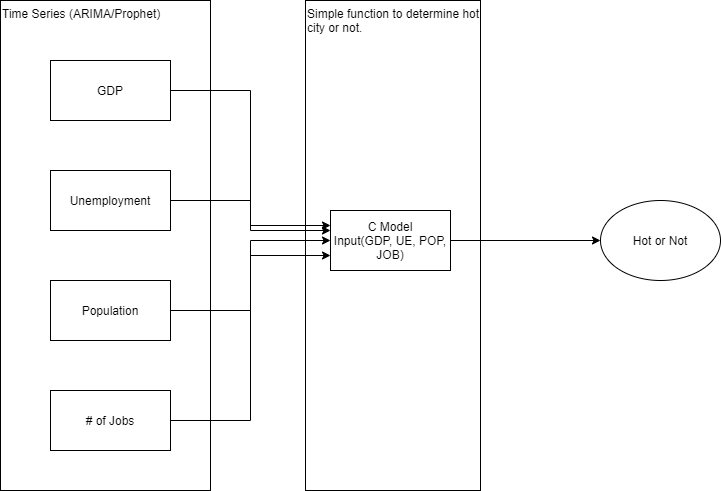 Time Series (ARIMA/Prophet)
Simple function to determine hot
city or not.
GDP
Unemployment
Population
# of Jobs
C Model
Input(GDP, UE, POP,
JOB)
Hot or Not